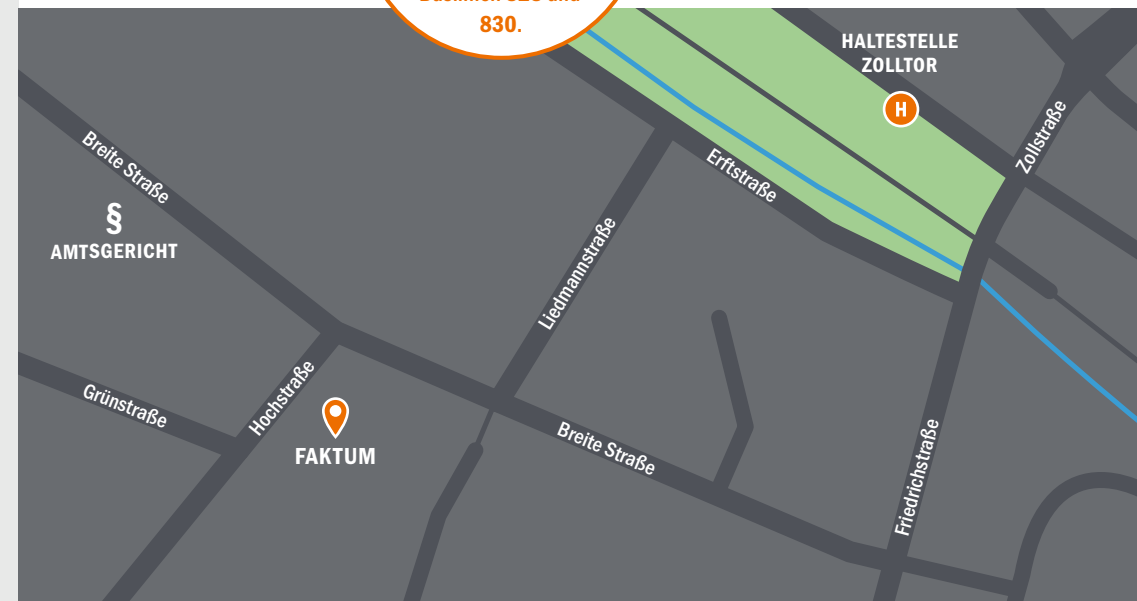 830.
HALTESTELLE
ZOLLTOR
H
Zollstraße
Breite Straße
Erftstraße
§
AMTSGERICHT
Liedmannstraße
Grünstraße
Hochstraße
FAKTUM
Breite Straße
Friedrichstraße